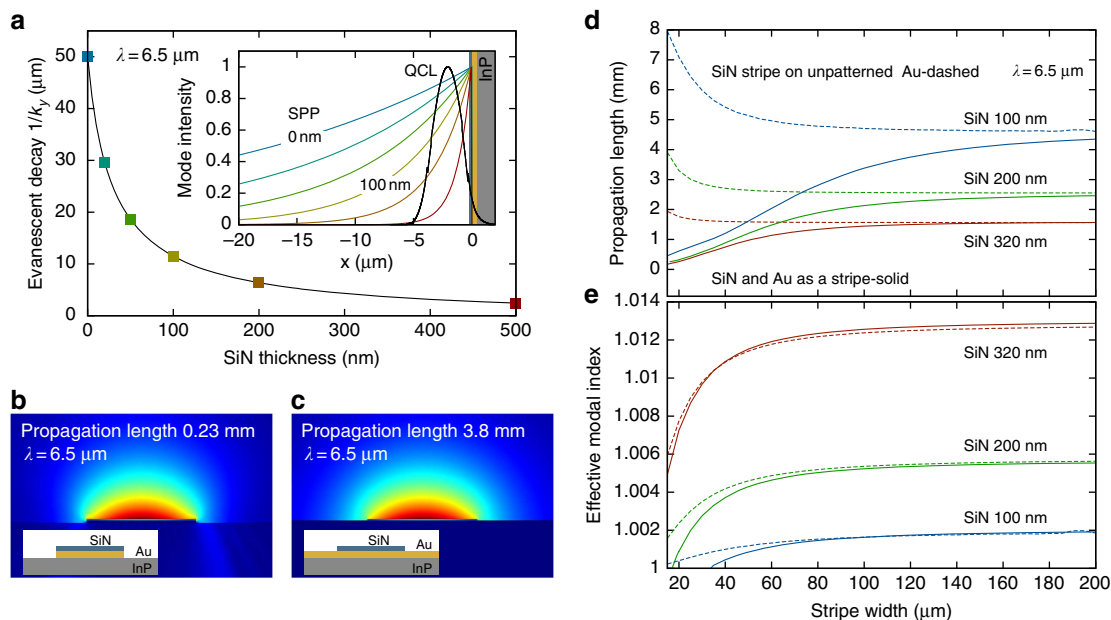 a
λ = 6.5 μm
Evanescent decay 1/ky (μm)
50
40
30
20
10
0
0
100
200
300
400
500
SiN thickness (nm)
Mode intensity
1
0.8
0.6
0.4
0.2
0
−20
−15
−10
−5
0
x (μm)
SPP
0 nm
100 nm
QCL
InP
b
Propagation length 0.23 mm
λ = 6.5 μm
SiN
Au
InP
c
Propagation length 3.8 mm
λ = 6.5 μm
SiN
Au
InP
d
Propagation length (mm)
8
7
6
5
4
3
2
1
0
SiN stripe on unpatterned Au-dashed
λ = 6.5 μm
SiN 100 nm
SiN 200 nm
SiN 320 nm
SiN and Au as a stripe-solid
e
Effective modal index
1.014
1.012
1.01
1.008
1.006
1.004
1.002
1
SiN 320 nm
SiN 200 nm
SiN 100 nm
20
40
60
80
100
120
140
160
180
200
Stripe width (μm)